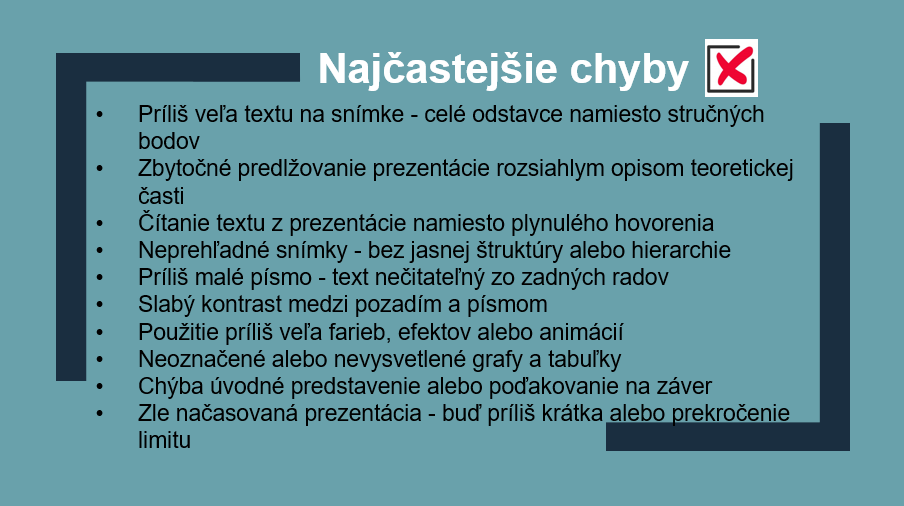 Najčastejšie chyby
• Príliš veľa textu na snímke - celé odstavce namiesto stručných
bodov
• Zbytočné predlžovanie prezentácie rozsiahlym opisom teoretickej
časti
• Čítanie textu z prezentácie namiesto plynulého hovorenia
• Neprehľadné snímky - bez jasnej štruktúry alebo hierarchie
• Príliš malé písmo - text nečitateľný zo zadných radov
• Slabý kontrast medzi pozadím a písmom
• Použitie príliš veľa farieb, efektov alebo animácií
• Neoznačené alebo nevysvetlené grafy a tabuľky
• Chýba úvodné predstavenie alebo poďakovanie na záver
• Zle načasovaná prezentácia - buď príliš krátka alebo prekročenie
limitu